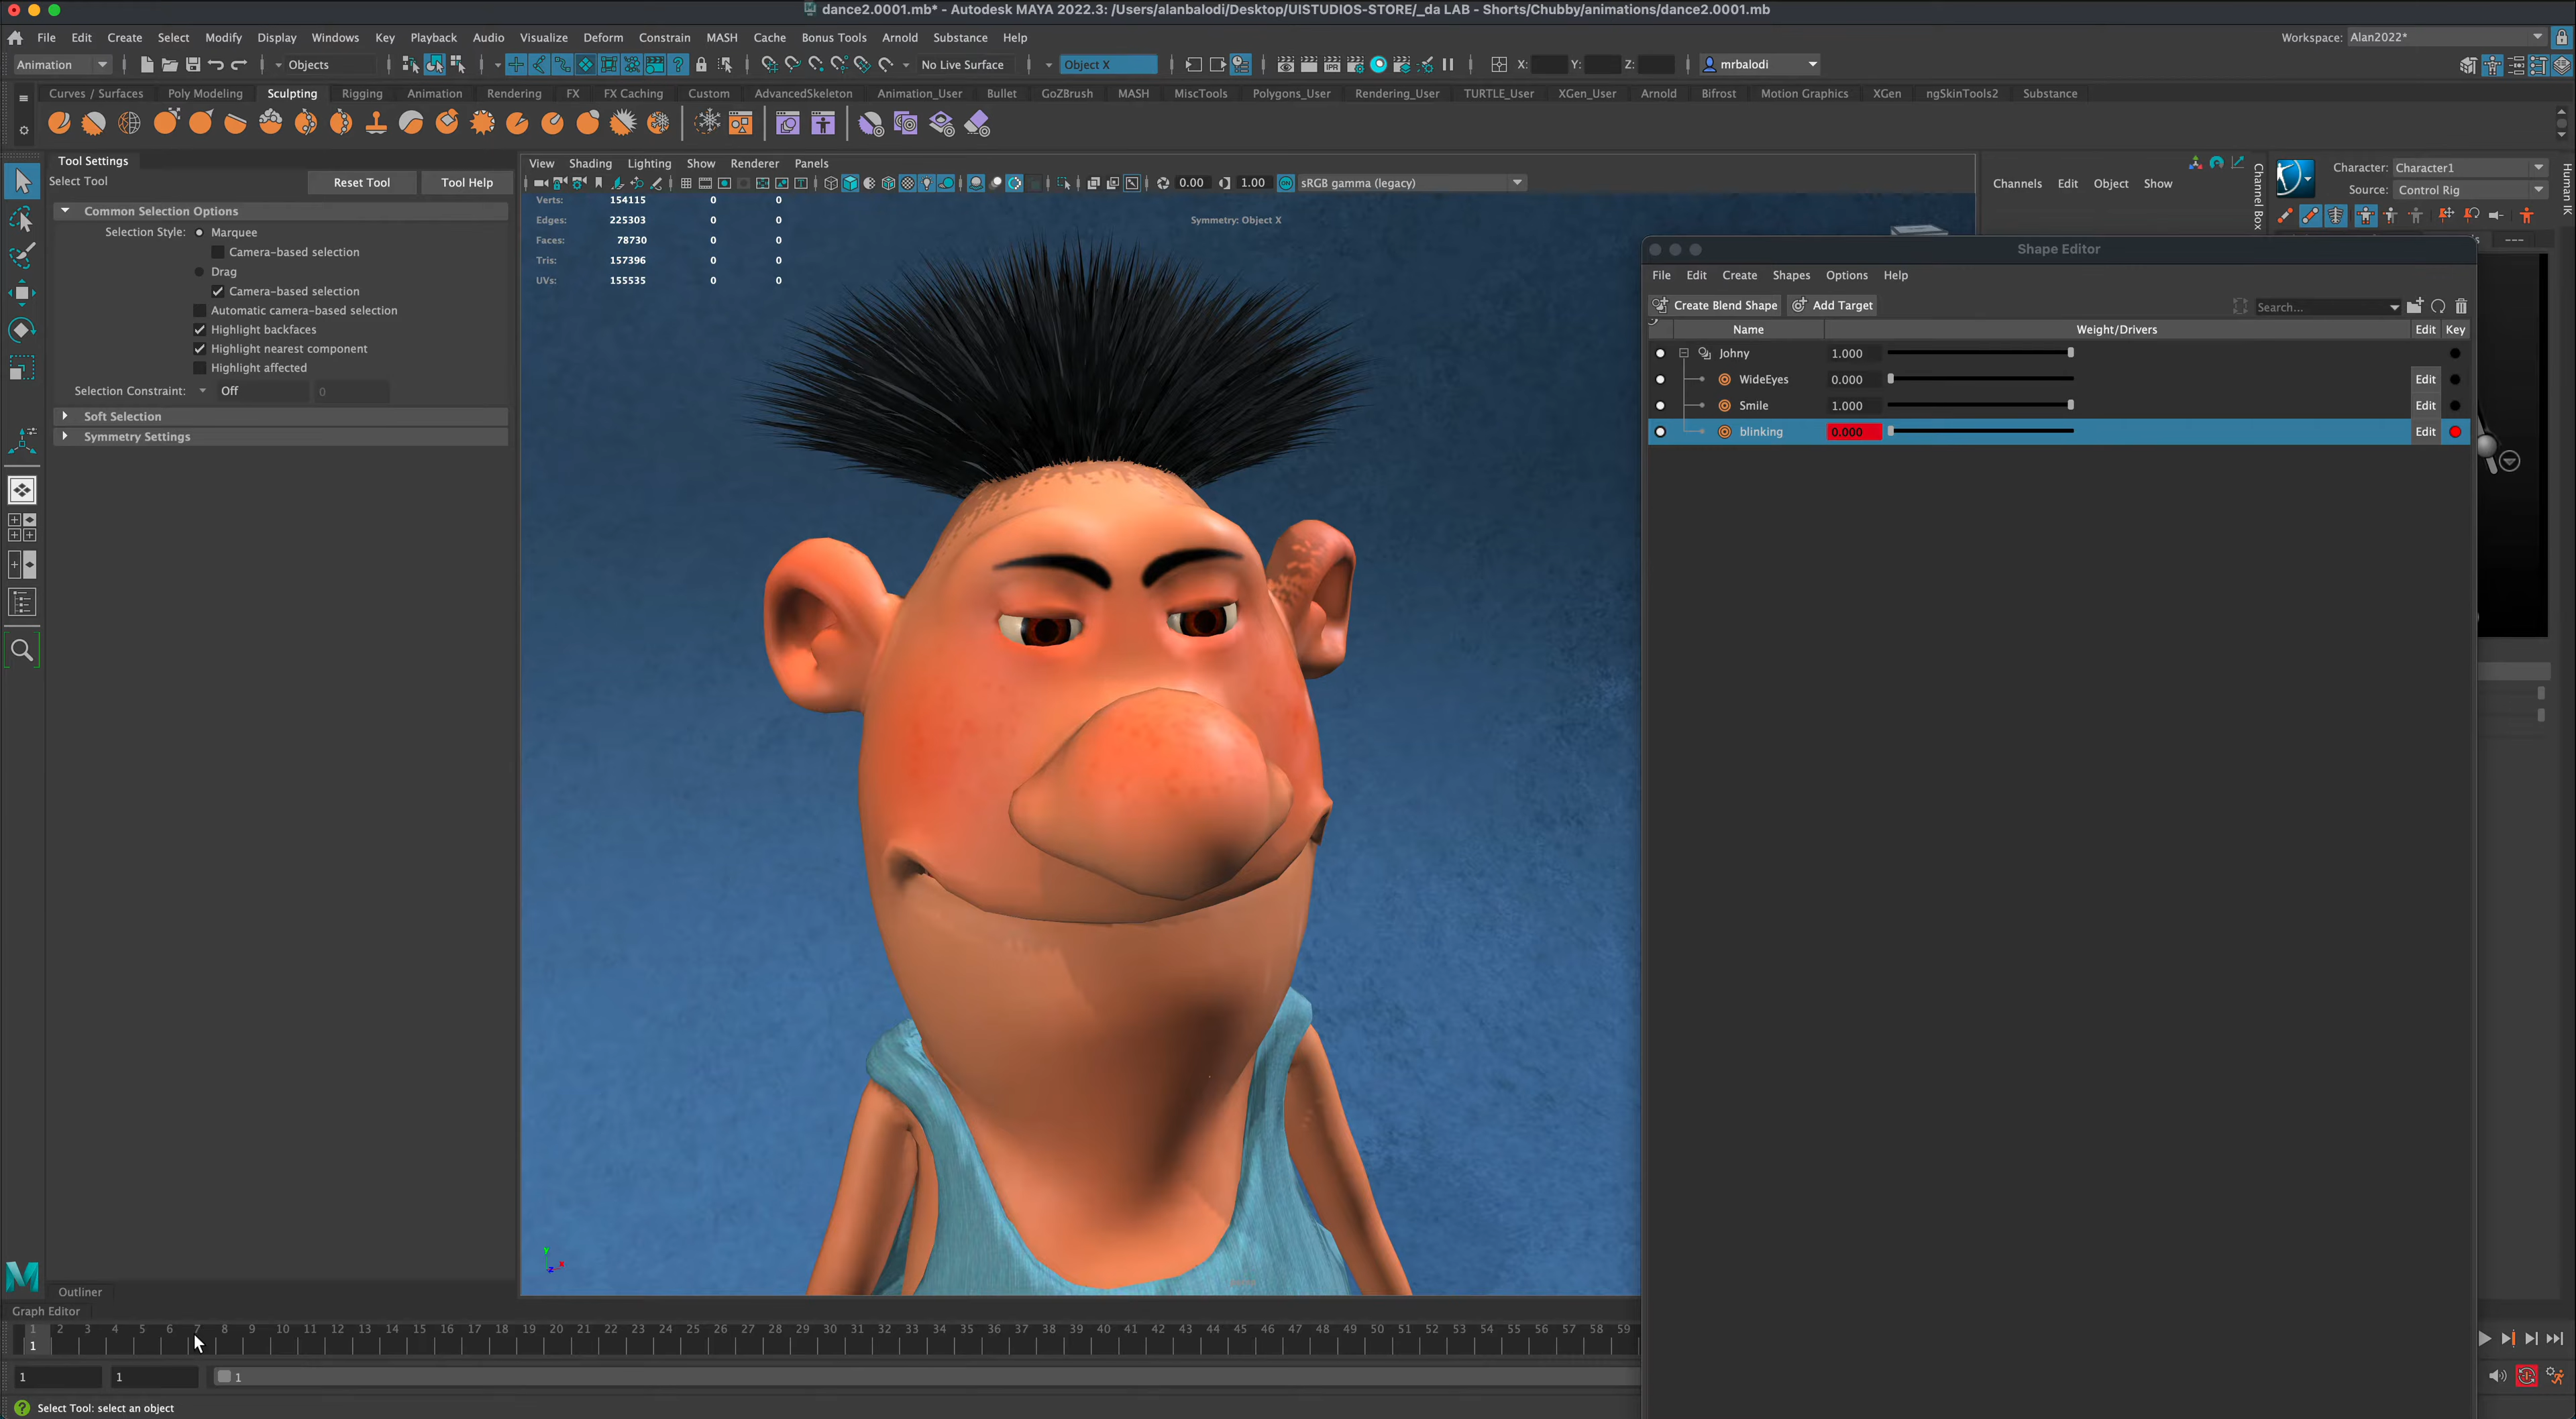 dance2.0001.mb* - Autodesk MAYA 2022.3: /Users/alanbalodi/Desktop/UISTUDIOS-STORE/_da LAB - Shorts/Chubby/animations/dance2.0001.mb
File Edit Create Select Modify Display Windows Key Playback Audio Visualize Deform Constrain MASH Cache Bonus Tools Arnold Substance Help
Workspace: Alan2022*
Animation Objects No Live Surface Object X X: Y: Z: mrbalodi
Curves / Surfaces Poly Modeling Sculpting Rigging Animation Rendering FX FX Caching Custom AdvancedSkeleton Animation_User Bullet GoZBrush MASH MiscTools Polygons_User Rendering_User TURTLE_User XGen_User Arnold Bifrost Motion Graphics XGen ngSkinTools2 Substance
Tool Settings
Select Tool Reset Tool Tool Help
Common Selection Options
Selection Style: Marquee
Camera-based selection
Drag
Camera-based selection
Automatic camera-based selection
Highlight backfaces
Highlight nearest component
Highlight affected
Selection Constraint: Off 0
Soft Selection
Symmetry Settings
View Shading Lighting Show Renderer Panels
IPR
0.00 1.00 ON sRGB gamma (legacy)
Verts: 154115 0 0
Edges: 225303 0 0
Faces: 78730 0 0
Tris: 157396 0 0
UVs: 155535 0 0
Symmetry: Object X
Channels Edit Object Show
Channel Box
Character: Character1
Source: Control Rig
Human IK
Shape Editor
File Edit Create Shapes Options Help
Create Blend Shape Add Target Search...
Name Weight/Drivers Edit Key
Johny 1.000
WideEyes 0.000 Edit
Smile 1.000 Edit
blinking 0.000 Edit
y z x
Outliner
Graph Editor
1 2 3 4 5 6 7 8 9 10 11 12 13 14 15 16 17 18 19 20 21 22 23 24 25 26 27 28 29 30 31 32 33 34 35 36 37 38 39 40 41 42 43 44 45 46 47 48 49 50 51 52 53 54 55 56 57 58 59
1
1 1 1
Select Tool: select an object